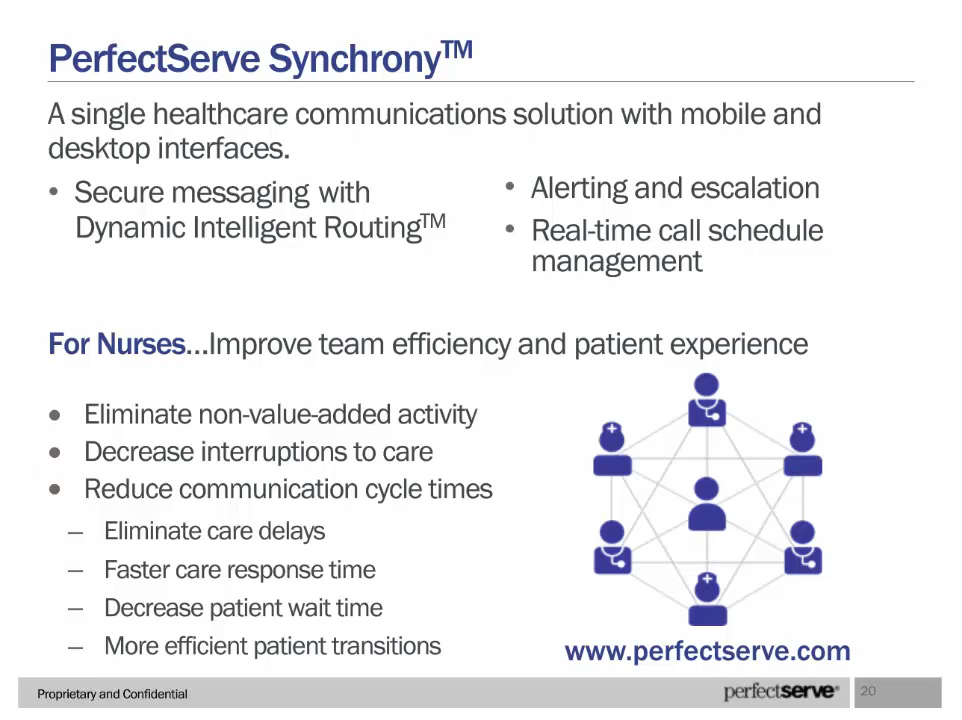 PerfectServe Synchrony™
A single healthcare communications solution with mobile and
desktop interfaces.
• Secure messaging with
Dynamic Intelligent Routing™
• Alerting and escalation
• Real-time call schedule
management
For Nurses...Improve team efficiency and patient experience
• Eliminate non-value-added activity
• Decrease interruptions to care
• Reduce communication cycle times
– Eliminate care delays
– Faster care response time
– Decrease patient wait time
– More efficient patient transitions
www.perfectserve.com
Proprietary and Confidential
perfectserve®
20